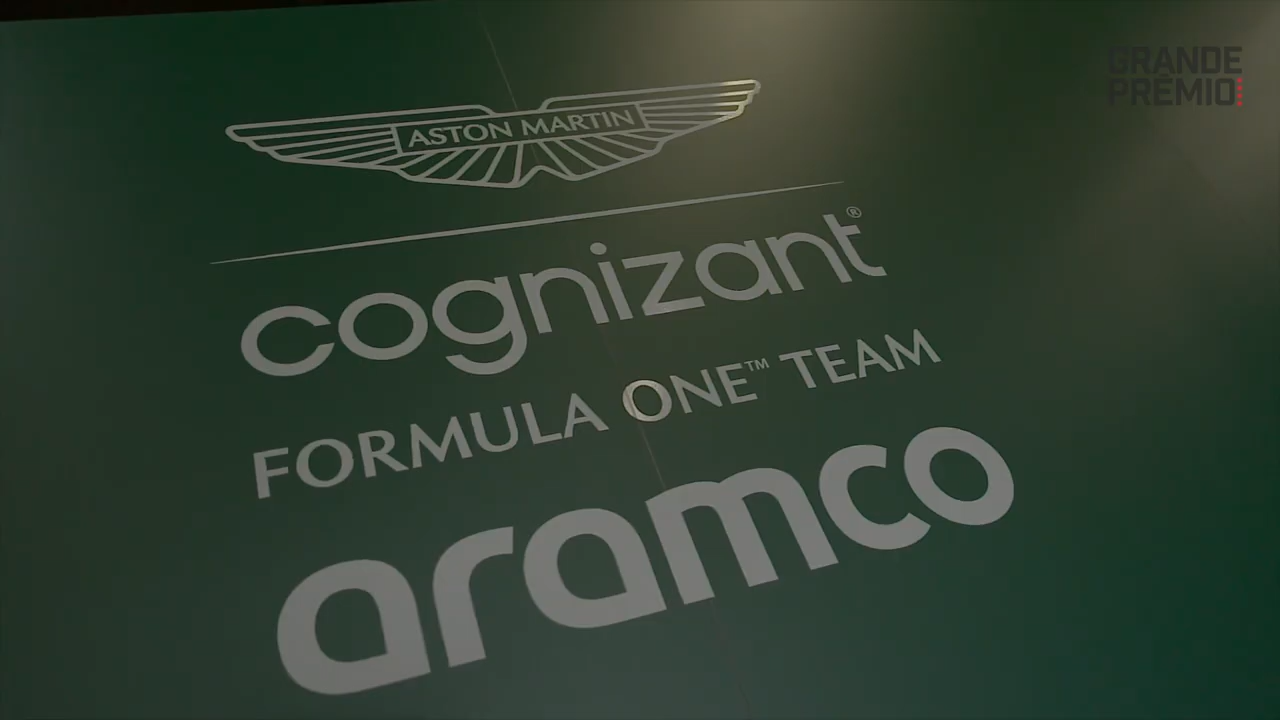 GRANDE
PRÊMIO
ASTON MARTIN
cognizant®
FORMULA ONE™ TEAM
aramco